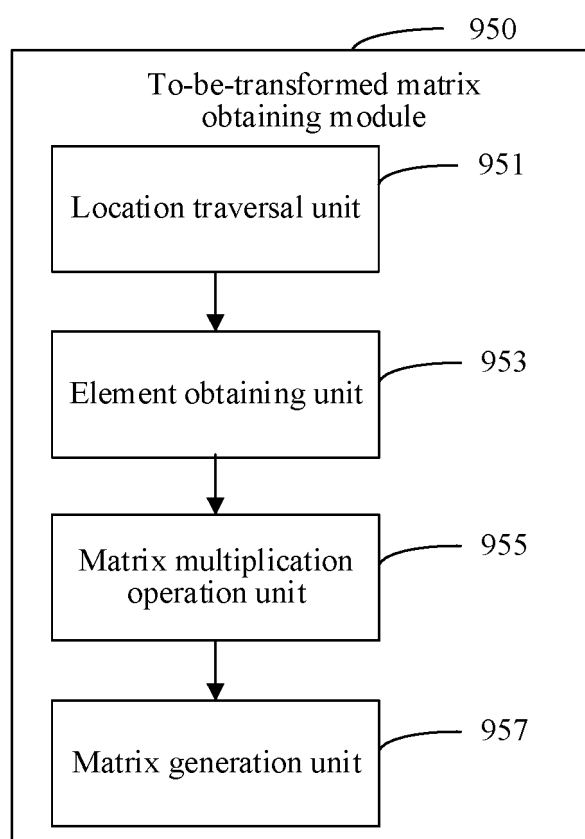 950
To-be-transformed matrix
obtaining module
951
Location traversal unit
953
Element obtaining unit
955
Matrix multiplication
operation unit
957
Matrix generation unit